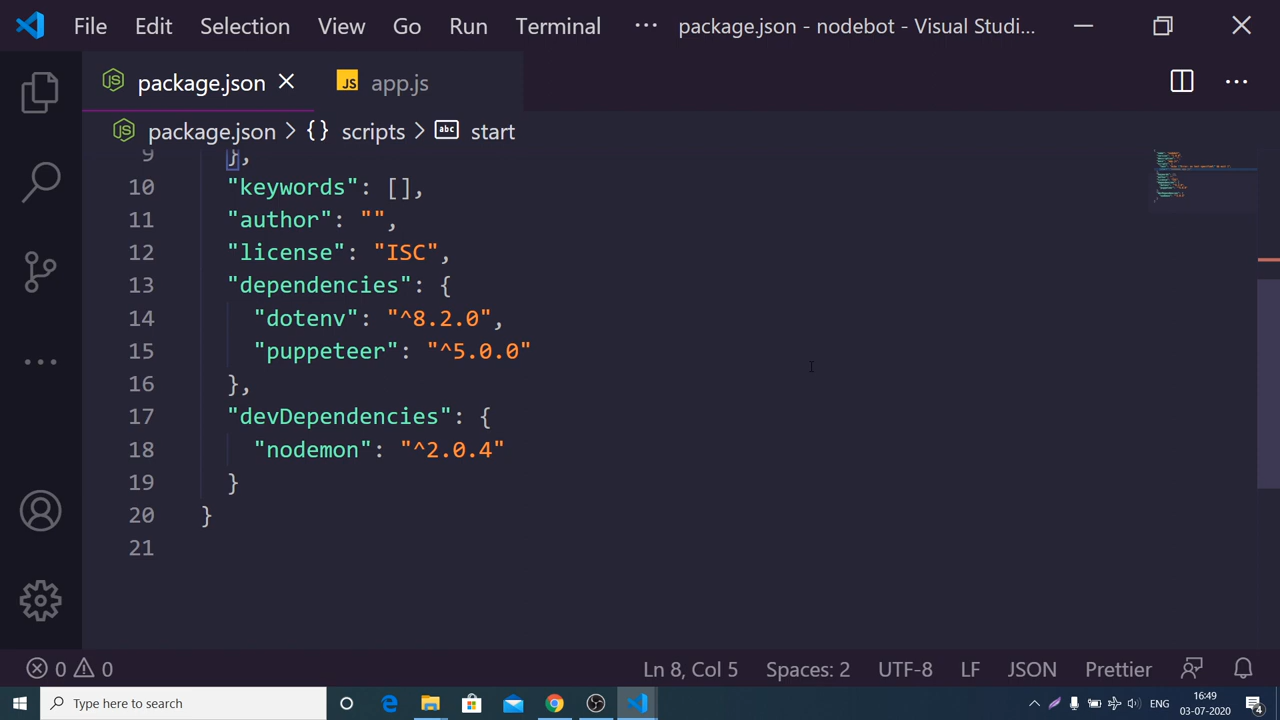 File Edit Selection View Go Run Terminal ··· package.json - nodebot - Visual Studi...
package.json JS app.js ···
package.json > {} scripts > abc start
9 },
10 "keywords": [],
11 "author": "",
12 "license": "ISC",
13 "dependencies": {
14 "dotenv": "^8.2.0",
15 "puppeteer": "^5.0.0"
16 },
17 "devDependencies": {
18 "nodemon": "^2.0.4"
19 }
20 }
21
0 0 Ln 8, Col 5 Spaces: 2 UTF-8 LF JSON Prettier
Type here to search ENG 16:49
03-07-2020 4